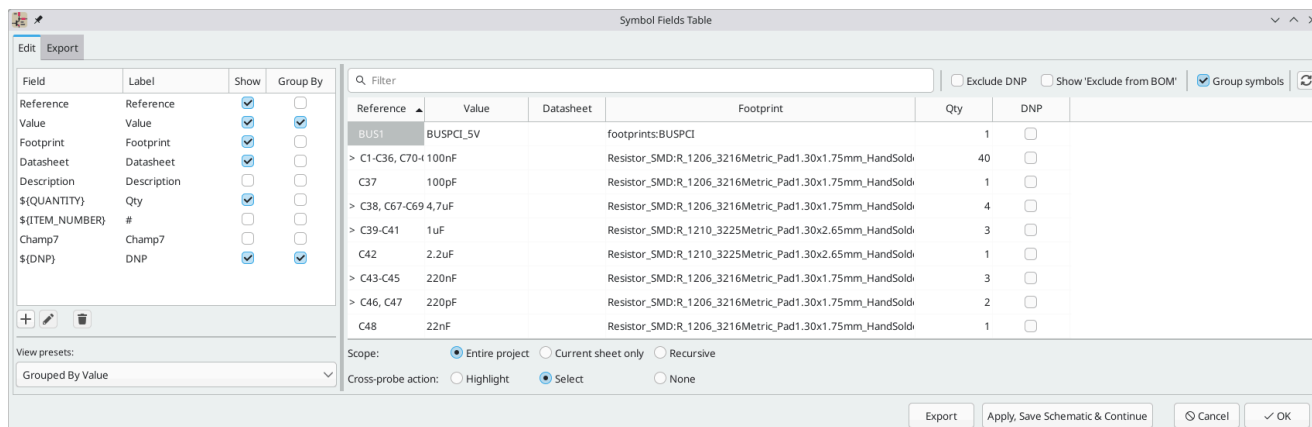 Symbol Fields Table
Edit Export
Field Label Show Group By
Reference Reference
Value Value
Footprint Footprint
Datasheet Datasheet
Description Description
${QUANTITY} Qty
${ITEM_NUMBER} #
Champ7 Champ7
${DNP} DNP
View presets:
Grouped By Value
Filter Exclude DNP Show 'Exclude from BOM' Group symbols
Reference Value Datasheet Footprint Qty DNP
BUS1 BUSPCI_5V footprints:BUSPCI 1
> C1-C36, C70- 100nF Resistor_SMD:R_1206_3216Metric_Pad1.30x1.75mm_HandSold 40
C37 100pF Resistor_SMD:R_1206_3216Metric_Pad1.30x1.75mm_HandSold 1
> C38, C67-C69 4,7uF Resistor_SMD:R_1206_3216Metric_Pad1.30x1.75mm_HandSold 4
> C39-C41 1uF Resistor_SMD:R_1210_3225Metric_Pad1.30x2.65mm_HandSold 3
C42 2.2uF Resistor_SMD:R_1210_3225Metric_Pad1.30x2.65mm_HandSold 1
> C43-C45 220nF Resistor_SMD:R_1206_3216Metric_Pad1.30x1.75mm_HandSold 3
> C46, C47 220pF Resistor_SMD:R_1206_3216Metric_Pad1.30x1.75mm_HandSold 2
C48 22nF Resistor_SMD:R_1206_3216Metric_Pad1.30x1.75mm_HandSold 1
Scope: Entire project Current sheet only Recursive
Cross-probe action: Highlight Select None
Export Apply, Save Schematic & Continue Cancel OK